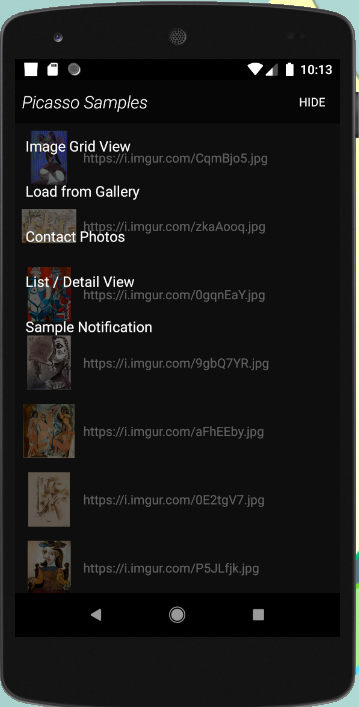 10:13
Picasso Samples
HIDE
Image Grid View
https://i.imgur.com/CqmBjo5.jpg
Load from Gallery
https://i.imgur.com/zkaAooq.jpg
Contact Photos
List / Detail View
https://i.imgur.com/0gqnEaY.jpg
Sample Notification
https://i.imgur.com/9gbQ7YR.jpg
https://i.imgur.com/aFhEEby.jpg
https://i.imgur.com/0E2tgV7.jpg
https://i.imgur.com/P5JLfjk.jpg